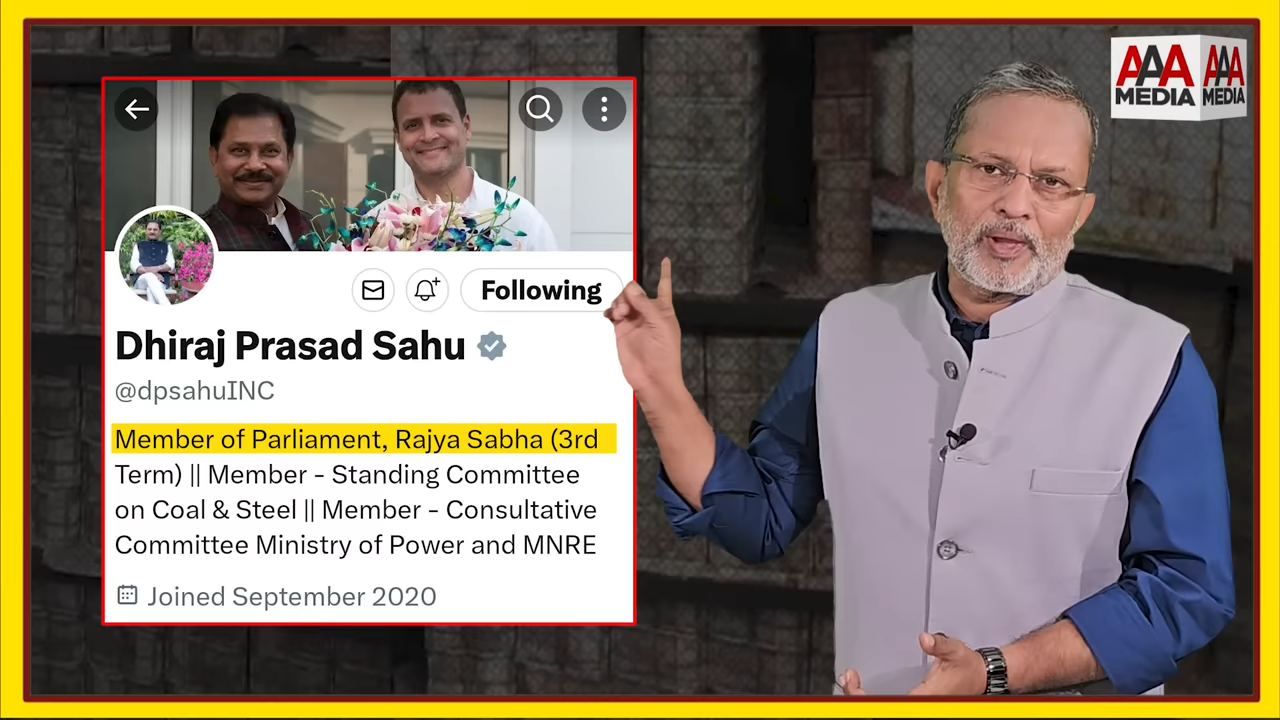 AAA
MEDIA
AAA
MEDIA
Following
Dhiraj Prasad Sahu
@dpsahuINC
Member of Parliament, Rajya Sabha (3rd
Term) || Member - Standing Committee
on Coal & Steel || Member - Consultative
Committee Ministry of Power and MNRE
Joined September 2020